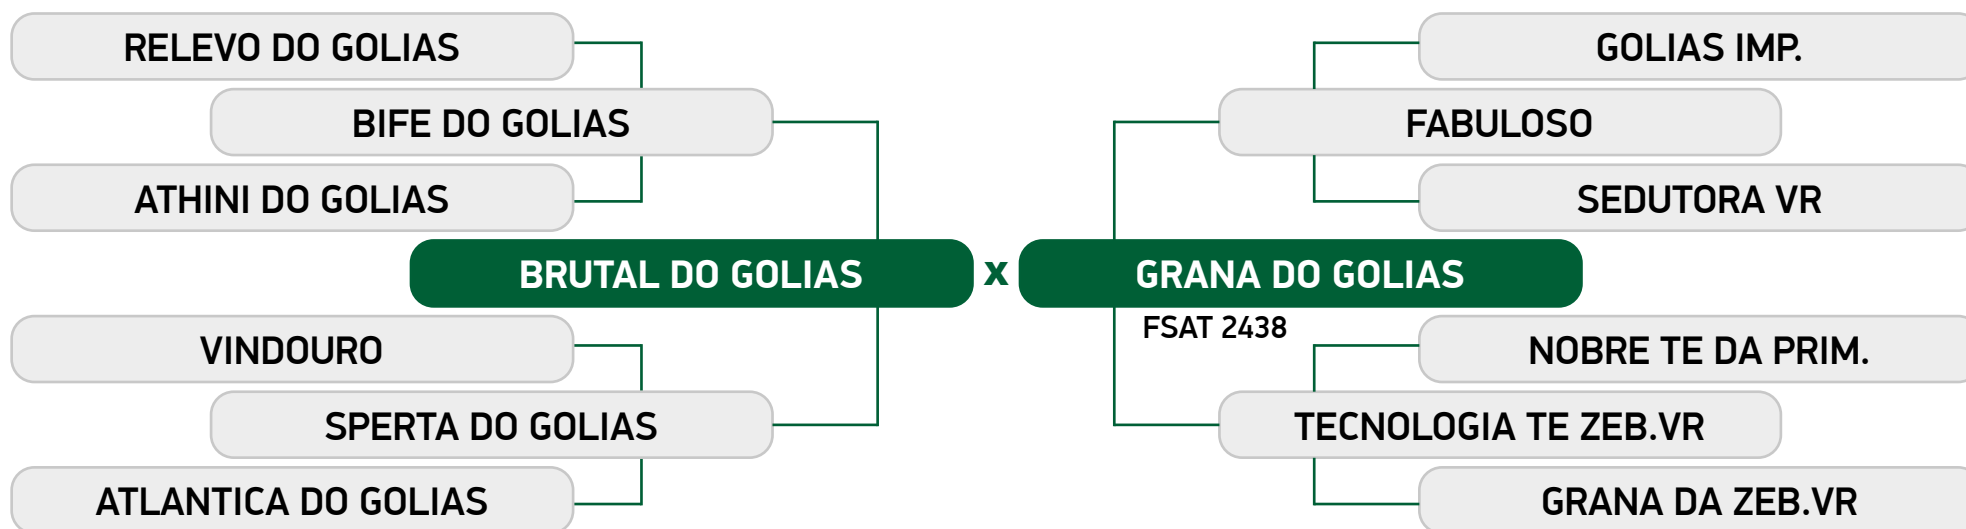 RELEVO DO GOLIAS
GOLIAS IMP.
BIFE DO GOLIAS
FABULOSO
ATHINI DO GOLIAS
SEDUTORA VR
BRUTAL DO GOLIAS x GRANA DO GOLIAS
FSAT 2438
VINDOURO
NOBRE TE DA PRIM.
SPERTA DO GOLIAS
TECNOLOGIA TE ZEB.VR
ATLANTICA DO GOLIAS
GRANA DA ZEB.VR